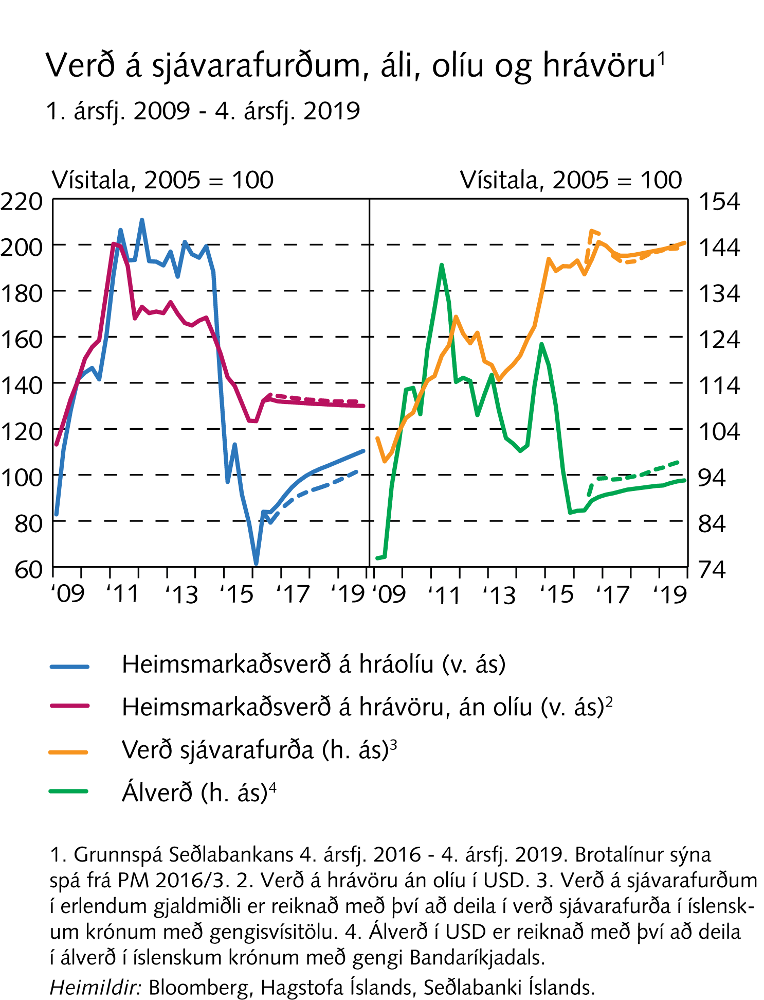 Verð á sjávarafurðum, áli, olíu og hrávöru¹
1. ársfj. 2009 - 4. ársfj. 2019
Vísitala, 2005 = 100 Vísitala, 2005 = 100
220 154
200 144
180 134
160 124
140 114
120 104
100 94
80 84
60 74
‘09 ‘11 ‘13 ‘15 ‘17 ‘19 ‘09 ‘11 ‘13 ‘15 ‘17 ‘19
Heimsmarkaðsverð á hráolíu (v. ás)
Heimsmarkaðsverð á hrávöru, án olíu (v. ás)²
Verð sjávarafurða (h. ás)³
Álverð (h. ás)⁴
1. Grunnspá Seðlabankans 4. ársfj. 2016 - 4. ársfj. 2019. Brotalínur sýna
spá frá PM 2016/3. 2. Verð á hrávöru án olíu í USD. 3. Verð á sjávarafurðum
í erlendum gjaldmiðli er reiknað með því að deila í verð sjávarafurða í íslensk-
um krónum með gengisvísitölu. 4. Álverð í USD er reiknað með því að deila
í álverð í íslenskum krónum með gengi Bandaríkjadals.
Heimildir: Bloomberg, Hagstofa Íslands, Seðlabanki Íslands.